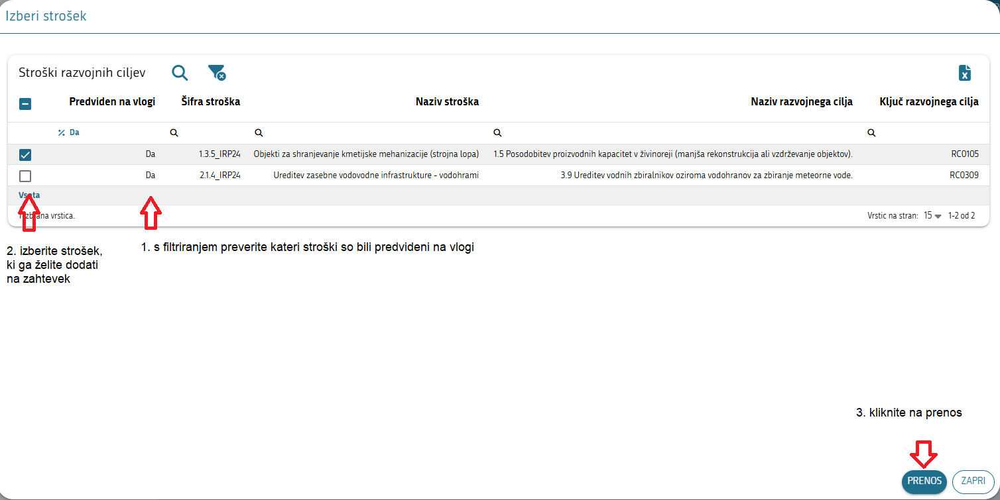 Izberi strošek
Stroški razvojnih ciljev
Predviden na vlogi Šifra stroška Naziv stroška Naziv razvojnega cilja Ključ razvojnega cilja
Da
Da 1.3.5_IRP24 Objekti za shranjevanje kmetijske mehanizacije (strojna lopa) 1.5 Posodobitev proizvodnih kapacitet v živinoreji (manjša rekonstrukcija ali vzdrževanje objektov). RC0105
Da 2.1.4_IRP24 Ureditev zasebne vodovodne infrastrukture - vodohrami 3.9 Ureditev vodnih zbiralnikov oziroma vodohranov za zbiranje meteorne vode. RC0309
Vsota
vrstica. Vrstic na stran: 15 1-2 od 2
1. s filtriranjem preverite kateri stroški so bili predvideni na vlogi
2. izberite strošek,
ki ga želite dodati
na zahtevek
3. kliknite na prenos
PRENOS ZAPRI